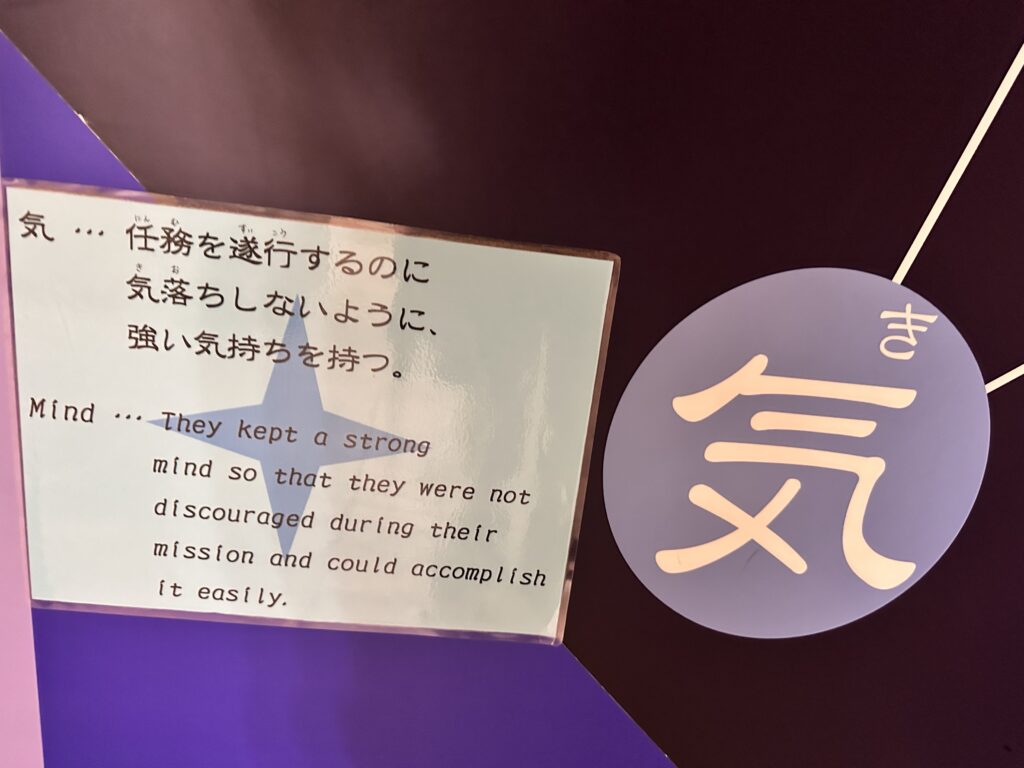 気 … 任務を遂行するのに
気落ちしないように、
強い気持ちを持つ。
Mind … They kept a strong
mind so that they were not
discouraged during their
mission and could accomplish
it easily.
き
気